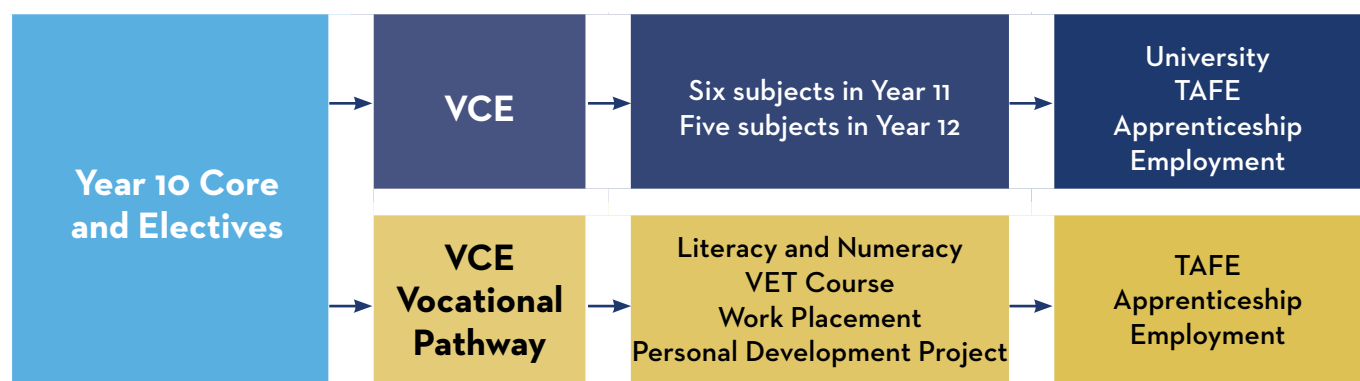 Year 10 Core
and Electives
VCE
Six subjects in Year 11
Five subjects in Year 12
University
TAFE
Apprenticeship
Employment
VCE
Vocational
Pathway
Literacy and Numeracy
VET Course
Work Placement
Personal Development Project
TAFE
Apprenticeship
Employment